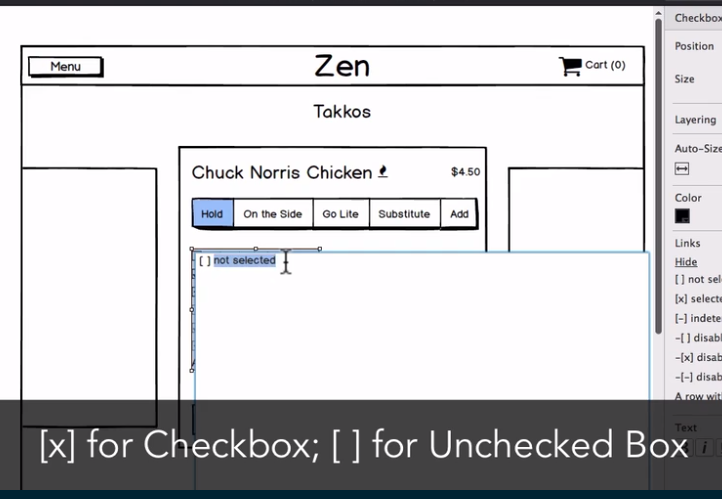 Menu
Zen
Cart (0)
Takkos
Chuck Norris Chicken
$4.50
Hold
On the Side
Go Lite
Substitute
Add
[ ] not selected
Checkbox
Position
Size
Layering
Auto-Size
Color
Links
Hide
[ ] not sel
[x] selecte
[-] indete
-[ ] disab
-[x] disab
-[-] disab
A row with
Text
i
[x] for Checkbox; [ ] for Unchecked Box